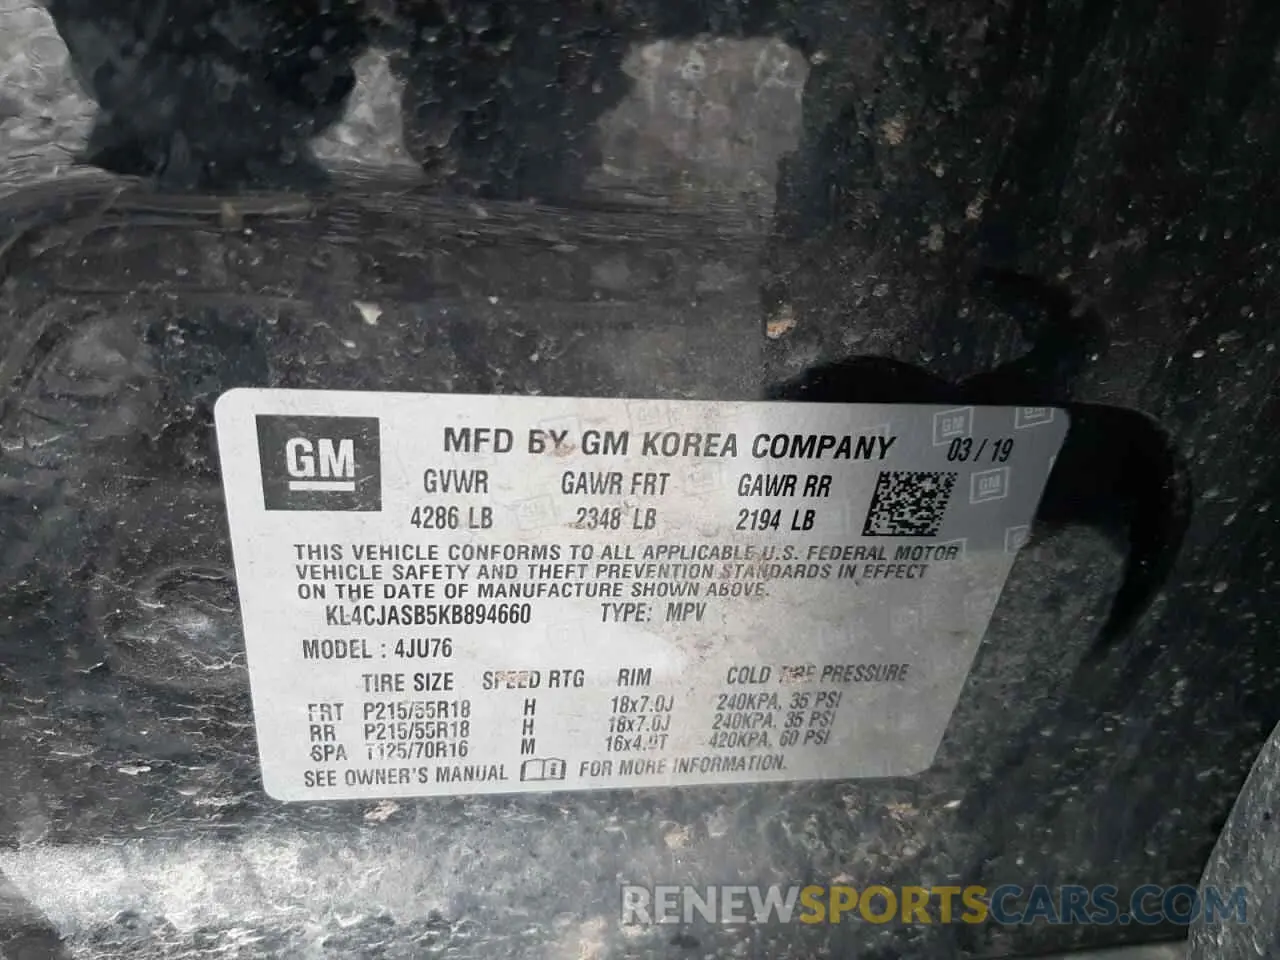 GM
MFD BY GM KOREA COMPANY 03 / 19
GVWR GAWR FRT GAWR RR
4286 LB 2348 LB 2194 LB
THIS VEHICLE CONFORMS TO ALL APPLICABLE U.S. FEDERAL MOTOR
VEHICLE SAFETY AND THEFT PREVENTION STANDARDS IN EFFECT
ON THE DATE OF MANUFACTURE SHOWN ABOVE.
KL4CJASB5KB894660 TYPE: MPV
MODEL : 4JU76
TIRE SIZE SPEED RTG RIM COLD TIRE PRESSURE
FRT P215/55R18 H 18x7.0J 240KPA, 35 PSI
RR P215/55R18 H 18x7.0J 240KPA, 35 PSI
SPA T125/70R16 M 16x4.0T 420KPA, 60 PSI
SEE OWNER'S MANUAL FOR MORE INFORMATION.
RENEWSPORTSCARS.COM